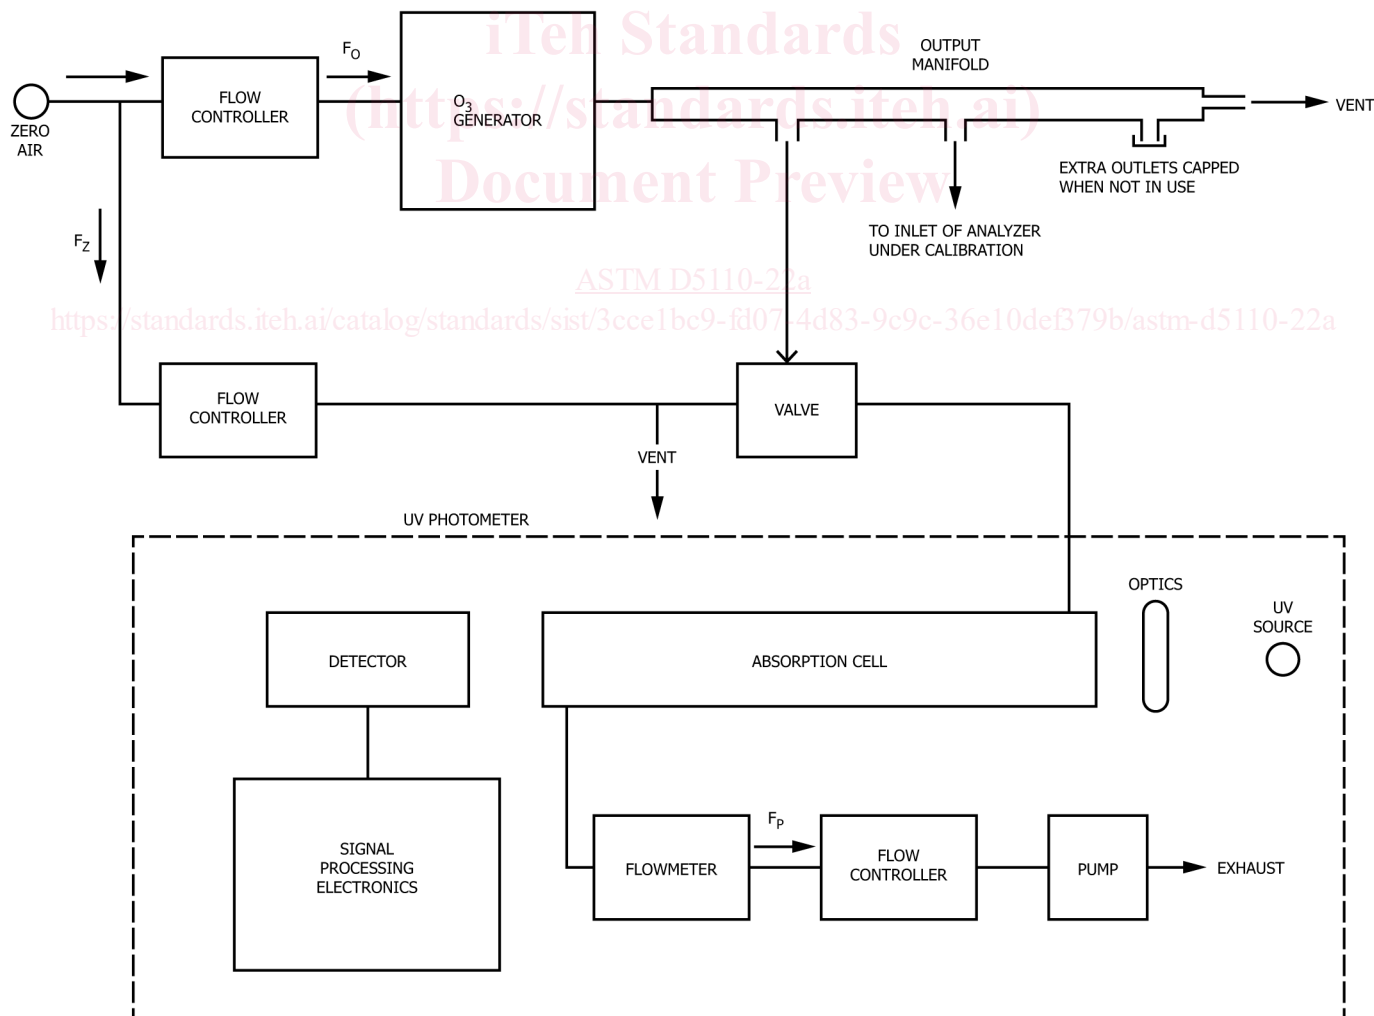 iTeh Standards
(https://standards.iteh.ai)
Document Preview
ASTM D5110-22a
https://standards.iteh.ai/catalog/standards/sist/3cce1bc9-fd07-4d83-9c9c-36e10def379b/astm-d5110-22a
ZERO
AIR
FLOW
CONTROLLER
FO
O3
GENERATOR
OUTPUT
MANIFOLD
VENT
EXTRA OUTLETS CAPPED
WHEN NOT IN USE
TO INLET OF ANALYZER
UNDER CALIBRATION
FZ
FLOW
CONTROLLER
VENT
VALVE
UV PHOTOMETER
OPTICS
UV
SOURCE
DETECTOR
ABSORPTION CELL
SIGNAL
PROCESSING
ELECTRONICS
FLOWMETER
FP
FLOW
CONTROLLER
PUMP
EXHAUST